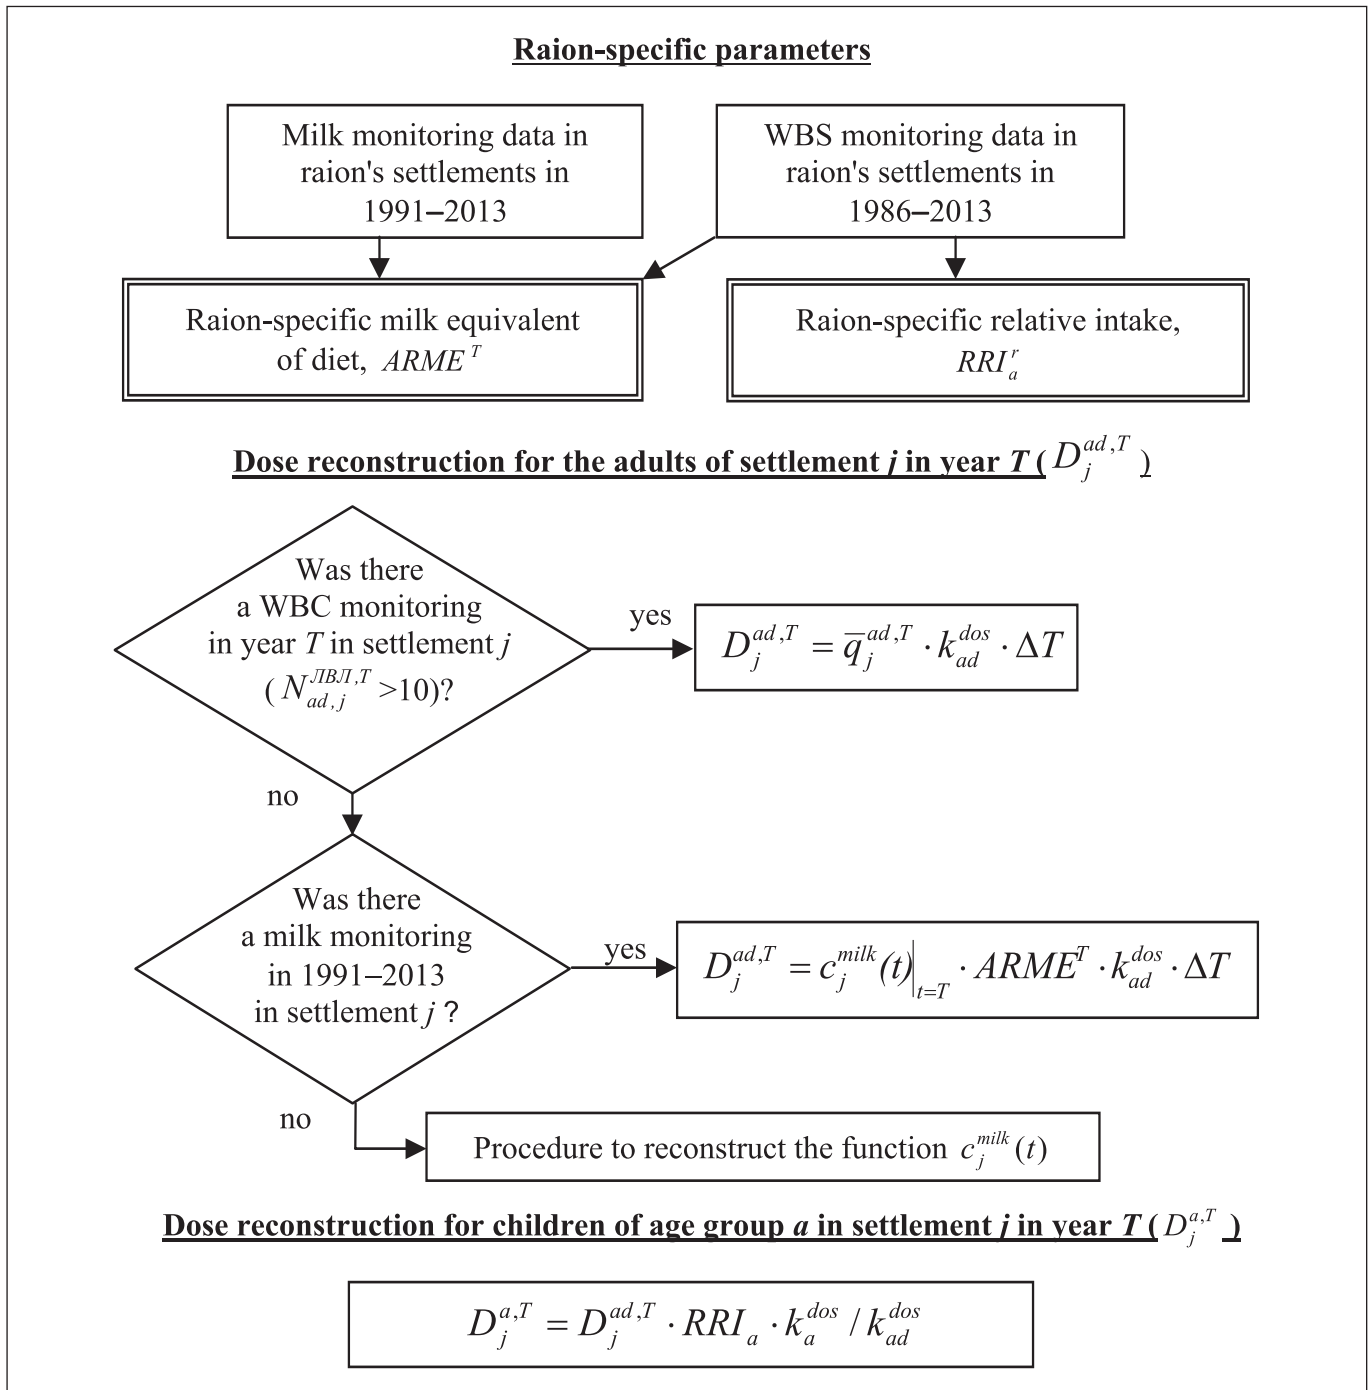 Raion-specific parameters
Milk monitoring data in
raion's settlements in
1991–2013
WBS monitoring data in
raion's settlements in
1986–2013
Raion-specific milk equivalent
of diet, ARME^T
Raion-specific relative intake,
RRI_a^r
Dose reconstruction for the adults of settlement j in year T ( D_j^{ad,T} )
Was there
a WBC monitoring
in year T in settlement j
( N_{ad,j}^{ЛВЛ,T} >10)?
yes
D_j^{ad,T} = q̅_j^{ad,T} · k_{ad}^{dos} · ΔT
no
Was there
a milk monitoring
in 1991–2013
in settlement j ?
yes
D_j^{ad,T} = c_j^{milk}(t)|_{t=T} · ARME^T · k_{ad}^{dos} · ΔT
no
Procedure to reconstruct the function c_j^{milk}(t)
Dose reconstruction for children of age group a in settlement j in year T ( D_j^{a,T} )
D_j^{a,T} = D_j^{ad,T} · RRI_a · k_a^{dos} / k_{ad}^{dos}